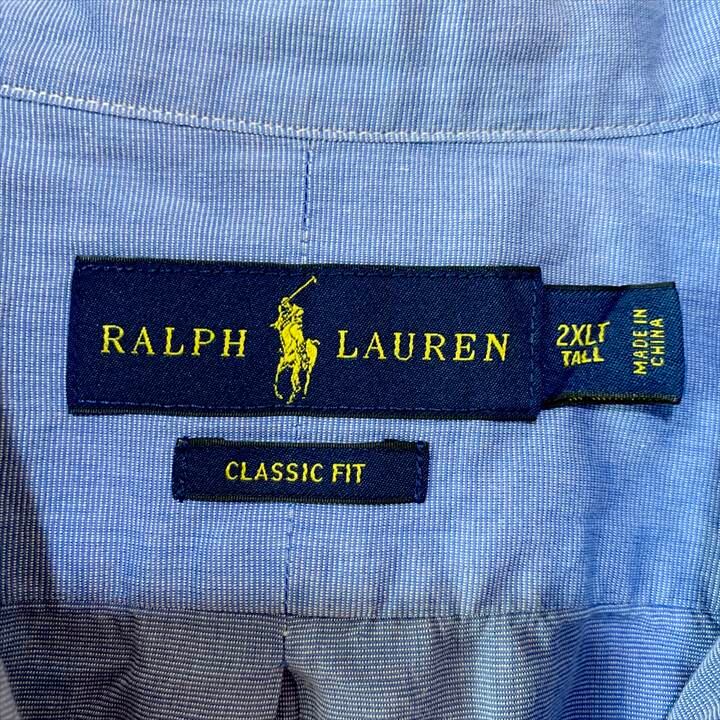 RALPH LAUREN
2XLT
TALL
MADE IN
CHINA
CLASSIC FIT